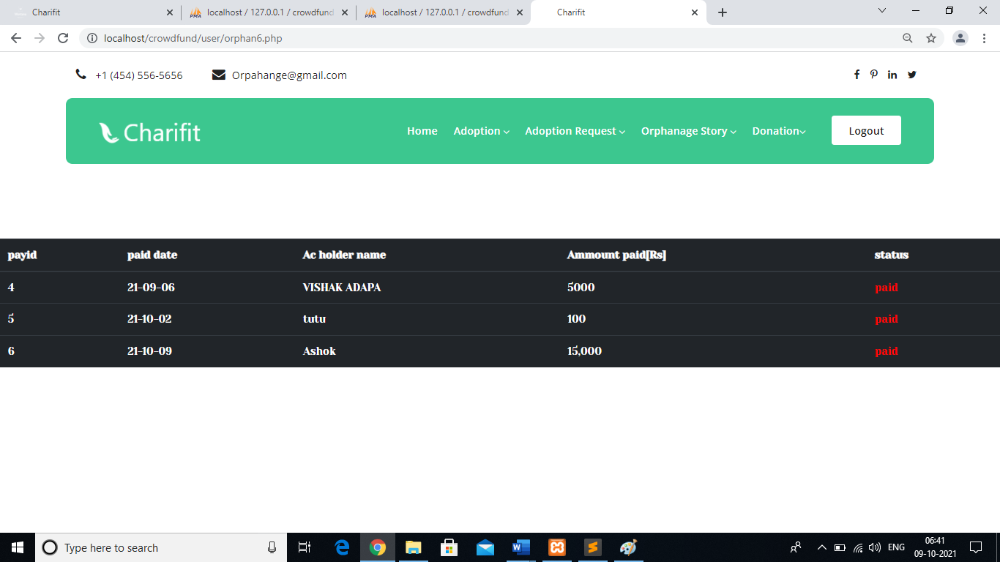 Charifit
localhost / 127.0.0.1 / crowdfund
localhost / 127.0.0.1 / crowdfund
Charifit
localhost/crowdfund/user/orphan6.php
+1 (454) 556-5656 Orpahange@gmail.com
Charifit Home Adoption Adoption Request Orphanage Story Donation Logout
payid paid date Ac holder name Ammount paid[Rs] status
4 21-09-06 VISHAK ADAPA 5000 paid
5 21-10-02 tutu 100 paid
6 21-10-09 Ashok 15,000 paid
Type here to search
ENG
06:41
09-10-2021